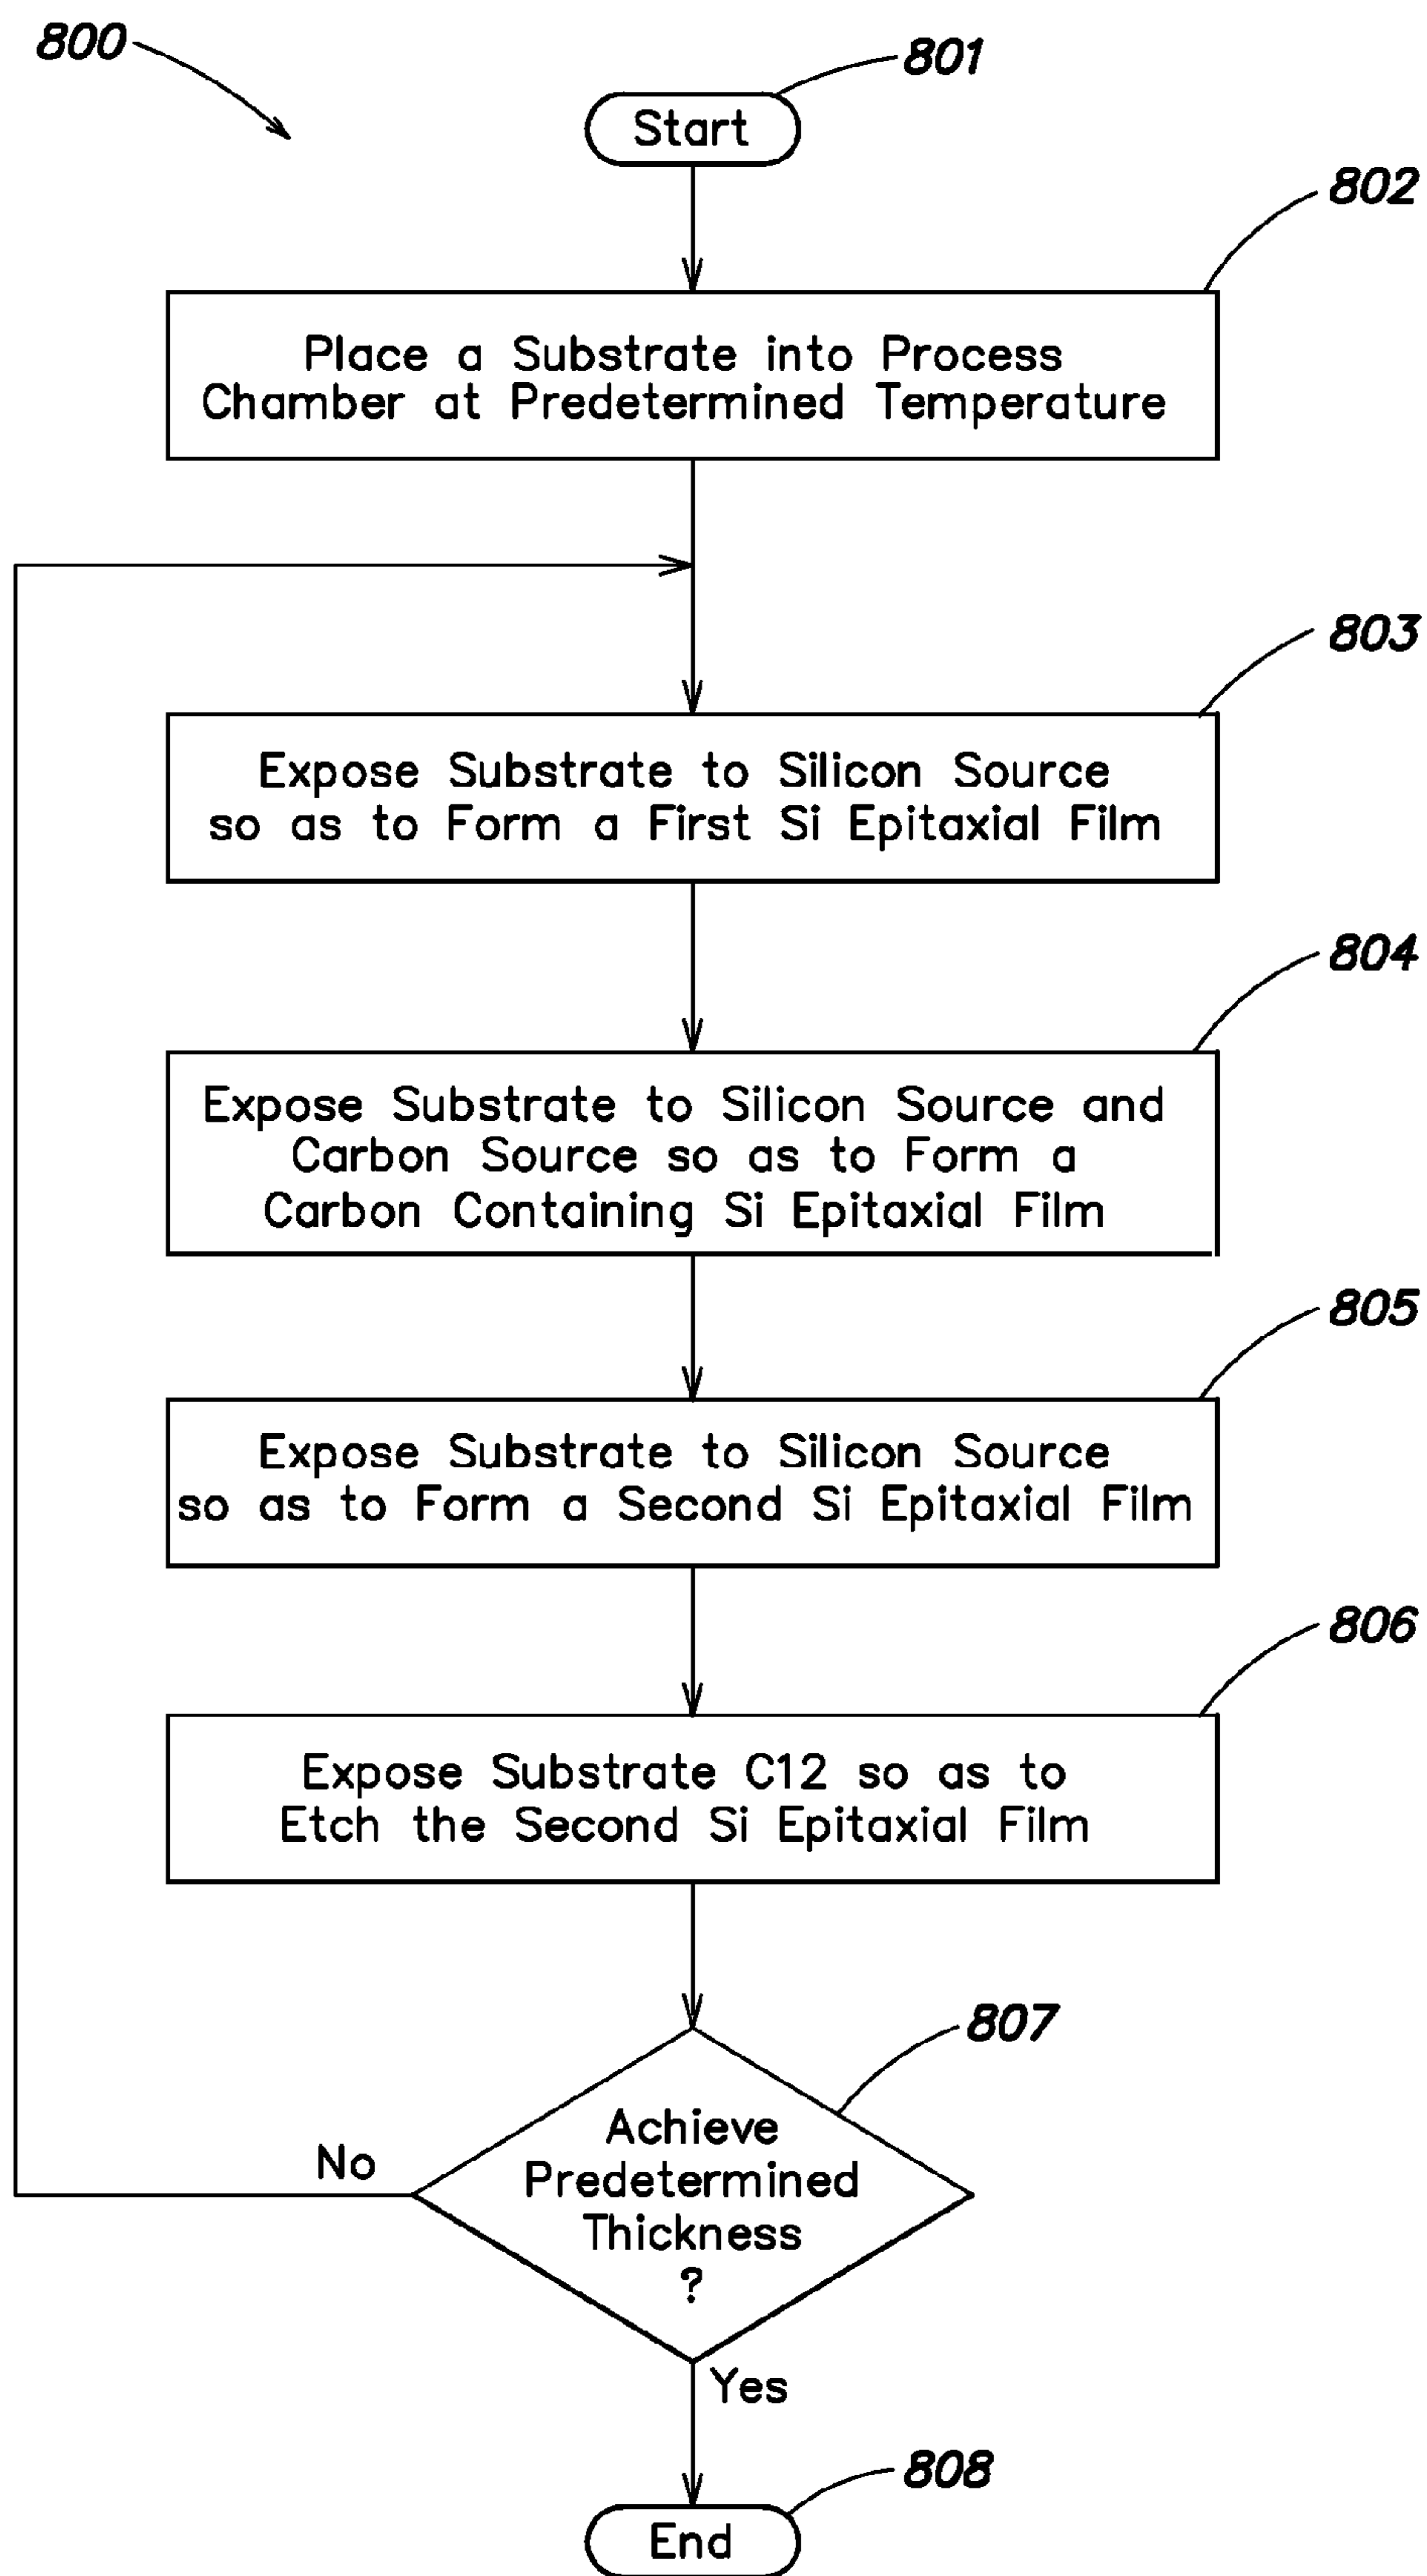 800
801
Start
802
Place a Substrate into Process
Chamber at Predetermined Temperature
803
Expose Substrate to Silicon Source
so as to Form a First Si Epitaxial Film
804
Expose Substrate to Silicon Source and
Carbon Source so as to Form a
Carbon Containing Si Epitaxial Film
805
Expose Substrate to Silicon Source
so as to Form a Second Si Epitaxial Film
806
Expose Substrate C12 so as to
Etch the Second Si Epitaxial Film
807
Achieve
Predetermined
Thickness
?
No
Yes
808
End